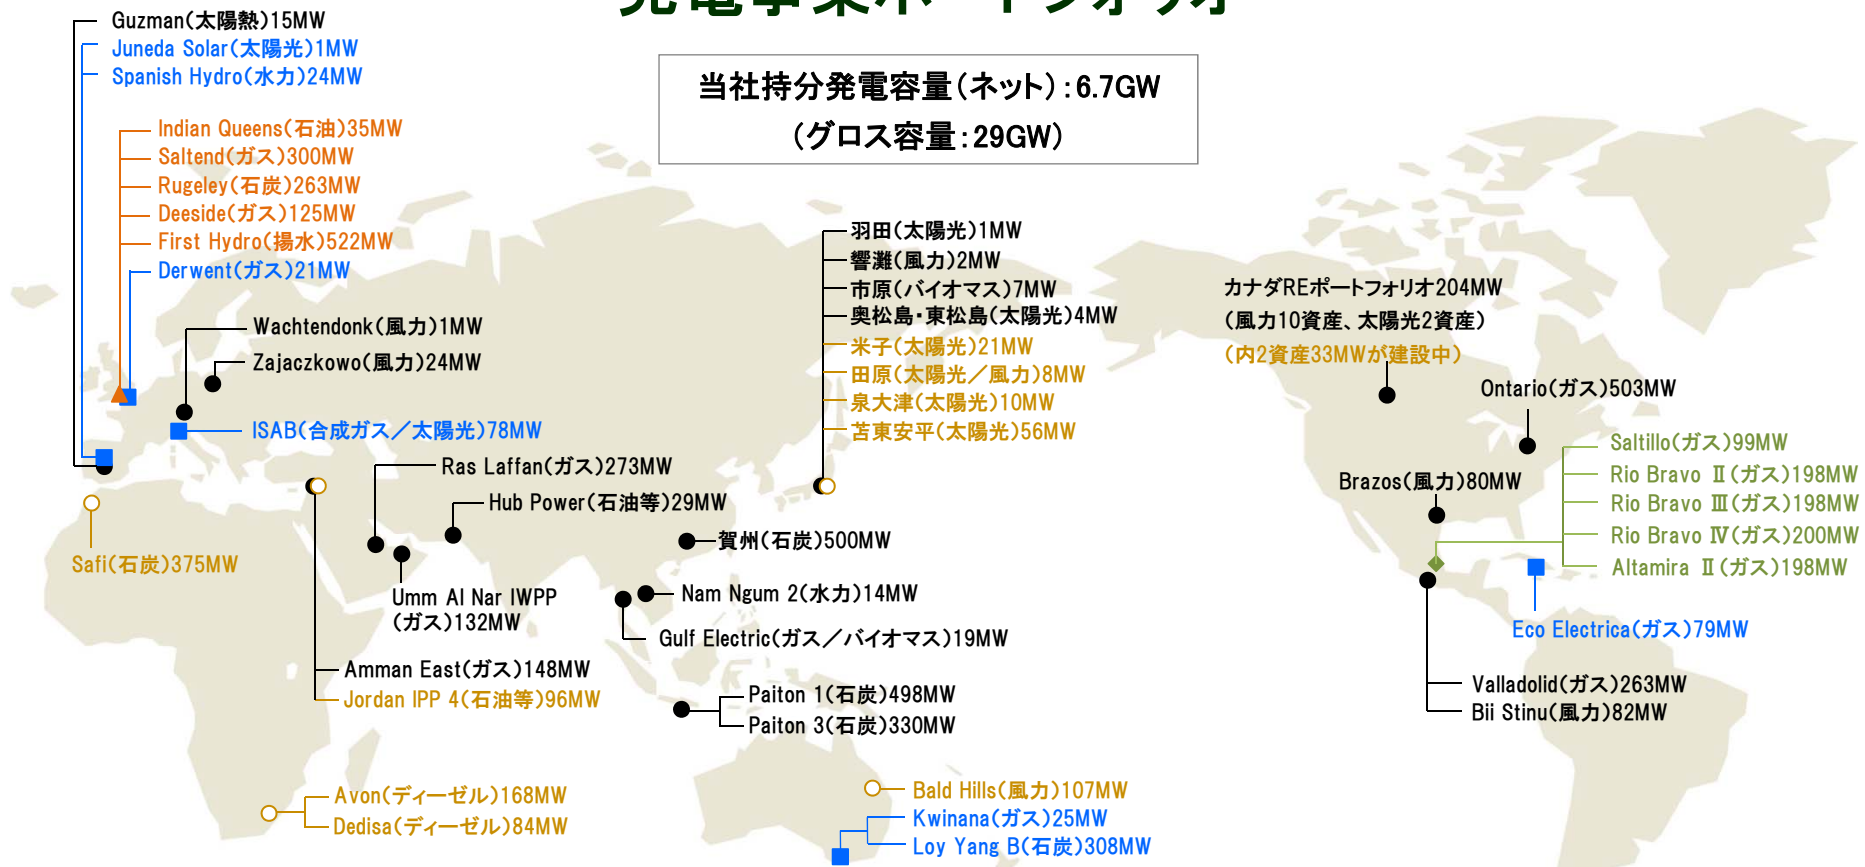 発電事業ポートフォリオ
当社持分発電容量(ネット):6.7GW
(グロス容量:29GW)
Guzman(太陽熱)15MW
Juneda Solar(太陽光)1MW
Spanish Hydro(水力)24MW
Indian Queens(石油)35MW
Saltend(ガス)300MW
Rugeley(石炭)263MW
Deeside(ガス)125MW
First Hydro(揚水)522MW
Derwent(ガス)21MW
Wachtendonk(風力)1MW
Zajaczkowo(風力)24MW
ISAB(合成ガス/太陽光)78MW
Ras Laffan(ガス)273MW
Hub Power(石油等)29MW
Safi(石炭)375MW
Umm Al Nar IWPP
(ガス)132MW
Amman East(ガス)148MW
Jordan IPP 4(石油等)96MW
Avon(ディーゼル)168MW
Dedisa(ディーゼル)84MW
羽田(太陽光)1MW
響灘(風力)2MW
市原(バイオマス)7MW
奥松島・東松島(太陽光)4MW
米子(太陽光)21MW
田原(太陽光/風力)8MW
泉大津(太陽光)10MW
苫東安平(太陽光)56MW
賀州(石炭)500MW
Nam Ngum 2(水力)14MW
Gulf Electric(ガス/バイオマス)19MW
Paiton 1(石炭)498MW
Paiton 3(石炭)330MW
Bald Hills(風力)107MW
Kwinana(ガス)25MW
Loy Yang B(石炭)308MW
カナダREポートフォリオ204MW
(風力10資産、太陽光2資産)
(内2資産33MWが建設中)
Ontario(ガス)503MW
Brazos(風力)80MW
Saltillo(ガス)99MW
Rio Bravo Ⅱ(ガス)198MW
Rio Bravo Ⅲ(ガス)198MW
Rio Bravo Ⅳ(ガス)200MW
Altamira Ⅱ(ガス)198MW
Eco Electrica(ガス)79MW
Valladolid(ガス)263MW
Bii Stinu(風力)82MW